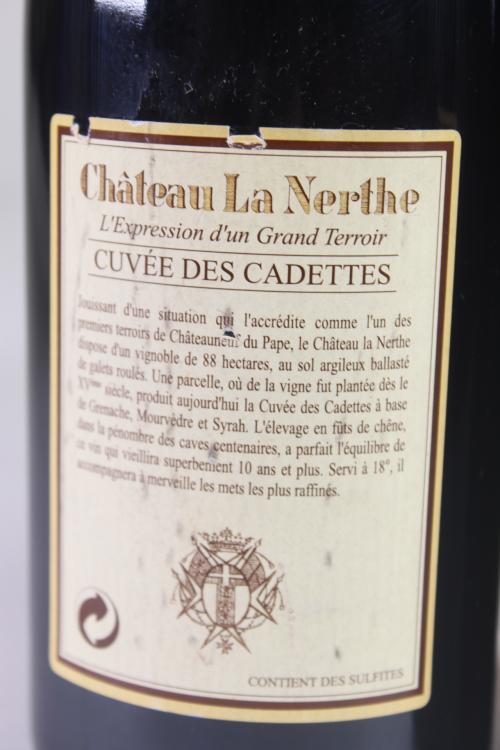 Château La Nerthe
L'Expression d'un Grand Terroir
CUVÉE DES CADETTES
Jouissant d'une situation qui l'accrédite comme l'un des
premiers terroirs de Châteauneuf du Pape, le Château la Nerthe
dispose d'un vignoble de 88 hectares, au sol argileux ballasté
de galets roulés. Une parcelle, où de la vigne fut plantée dès le
XVème siècle, produit aujourd'hui la Cuvée des Cadettes à base
de Grenache, Mourvèdre et Syrah. L'élevage en fûts de chêne,
dans la pénombre des caves centenaires, a parfait l'équilibre de
ce vin qui vieillira superbement 10 ans et plus. Servi à 18°, il
accompagnera à merveille les mets les plus raffinés.
CONTIENT DES SULFITES